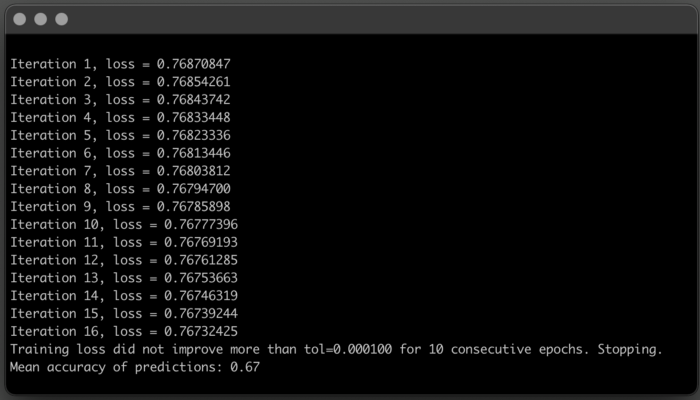 Iteration 1, loss = 0.76870847
Iteration 2, loss = 0.76854261
Iteration 3, loss = 0.76843742
Iteration 4, loss = 0.76833448
Iteration 5, loss = 0.76823336
Iteration 6, loss = 0.76813446
Iteration 7, loss = 0.76803812
Iteration 8, loss = 0.76794700
Iteration 9, loss = 0.76785898
Iteration 10, loss = 0.76777396
Iteration 11, loss = 0.76769193
Iteration 12, loss = 0.76761285
Iteration 13, loss = 0.76753663
Iteration 14, loss = 0.76746319
Iteration 15, loss = 0.76739244
Iteration 16, loss = 0.76732425
Training loss did not improve more than tol=0.000100 for 10 consecutive epochs. Stopping.
Mean accuracy of predictions: 0.67